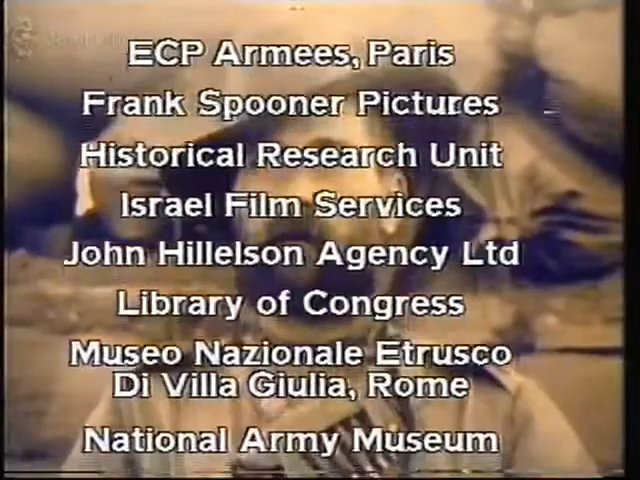 ECP Armees, Paris
Frank Spooner Pictures
Historical Research Unit
Israel Film Services
John Hillelson Agency Ltd
Library of Congress
Museo Nazionale Etrusco
Di Villa Giulia, Rome
National Army Museum